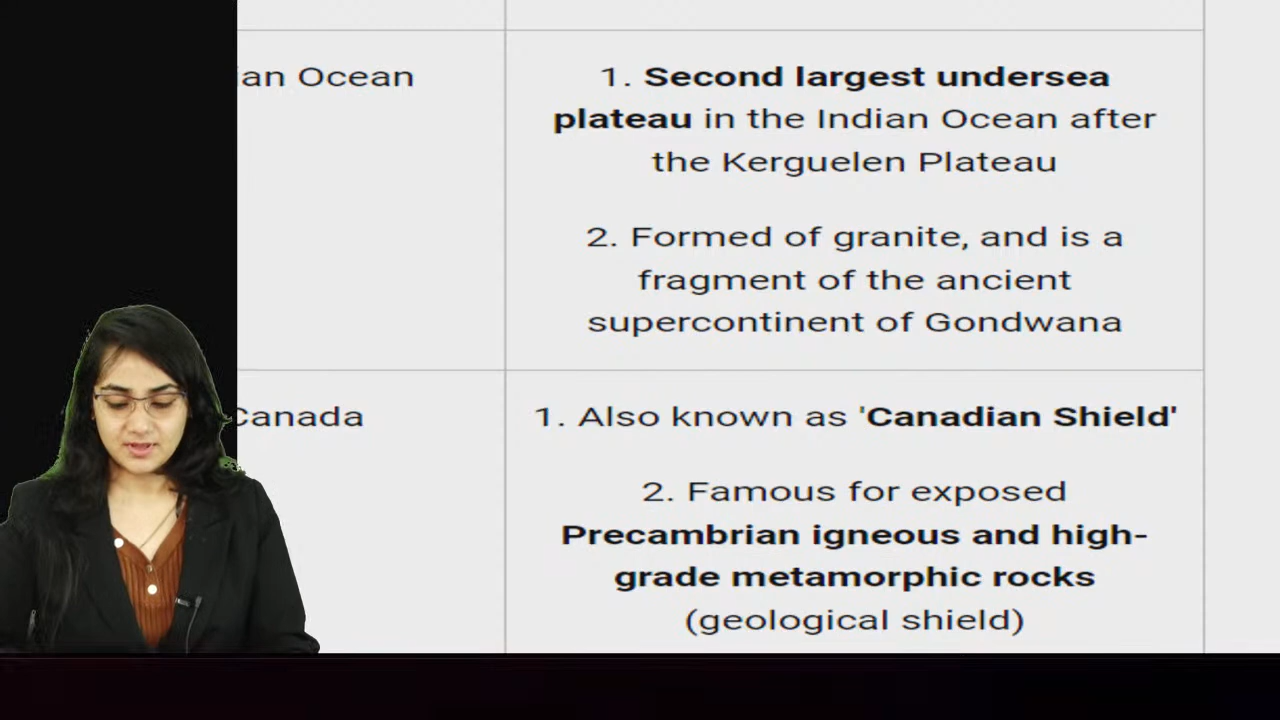 ian Ocean
1. Second largest undersea
plateau in the Indian Ocean after
the Kerguelen Plateau
2. Formed of granite, and is a
fragment of the ancient
supercontinent of Gondwana
Canada
1. Also known as 'Canadian Shield'
2. Famous for exposed
Precambrian igneous and high-
grade metamorphic rocks
(geological shield)